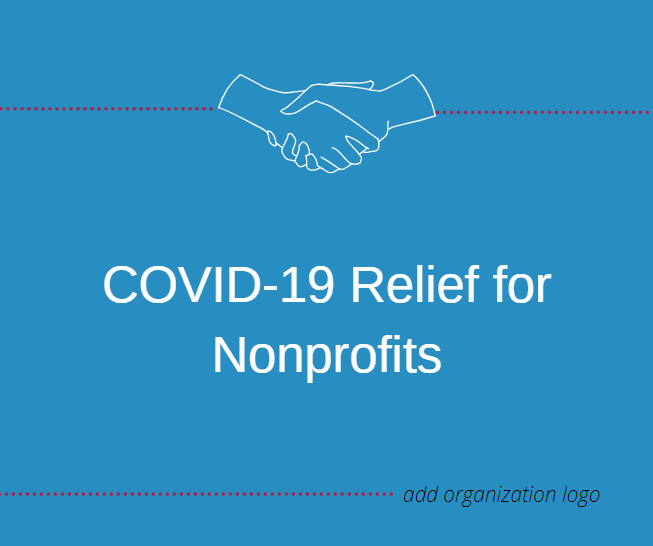 COVID-19 Relief for
Nonprofits
add organization logo